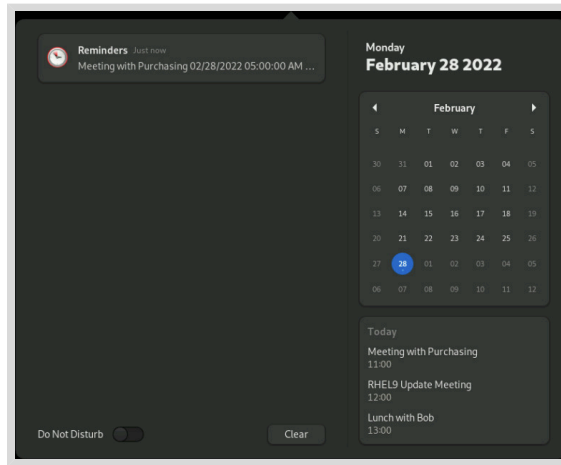 Reminders Just now
Meeting with Purchasing 02/28/2022 05:00:00 AM ...
Do Not Disturb
Clear
Monday
February 28 2022
February
S M T W T F S
30 31 01 02 03 04 05
06 07 08 09 10 11 12
13 14 15 16 17 18 19
20 21 22 23 24 25 26
27 28 01 02 03 04 05
06 07 08 09 10 11 12
Today
Meeting with Purchasing
11:00
RHEL9 Update Meeting
12:00
Lunch with Bob
13:00